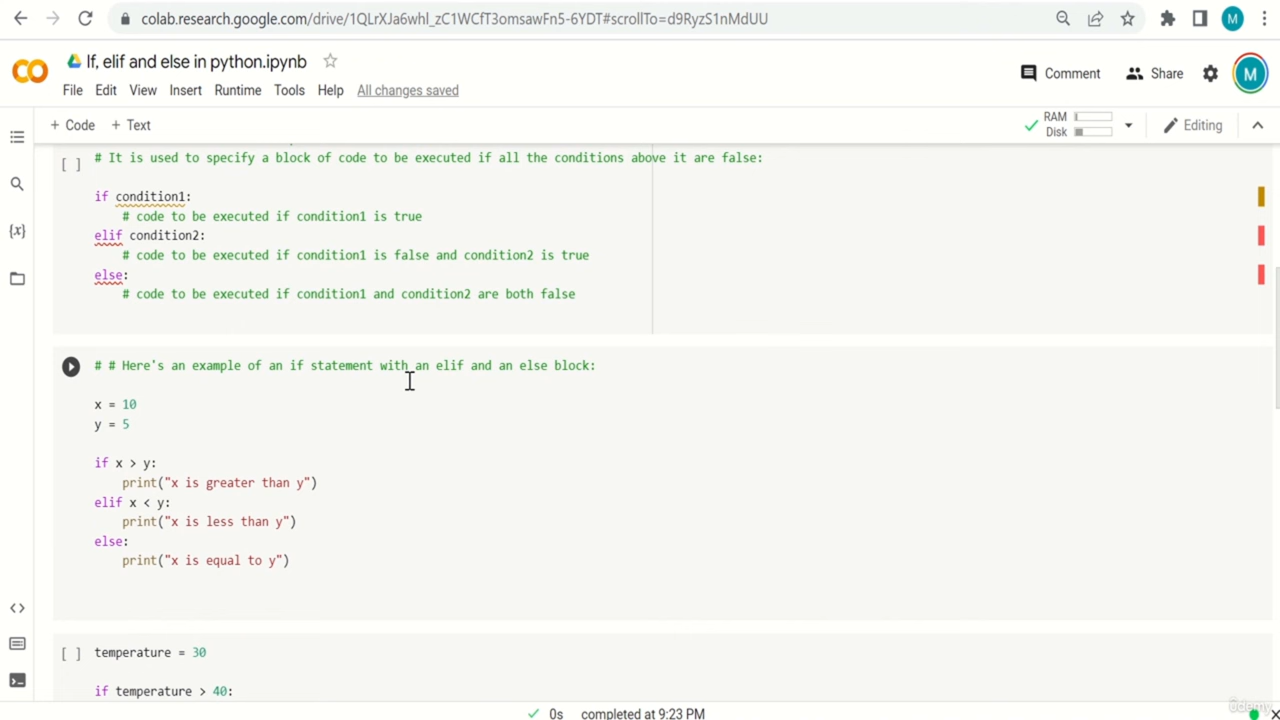 colab.research.google.com/drive/1QLrXJa6whl_zC1WCfT3omsawFn5-6YDT#scrollTo=d9RyzS1nMdUU
M
If, elif and else in python.ipynb
Comment
Share
M
File Edit View Insert Runtime Tools Help All changes saved
+ Code + Text
RAM
Disk
Editing
[ ] # It is used to specify a block of code to be executed if all the conditions above it are false:
if condition1:
# code to be executed if condition1 is true
elif condition2:
# code to be executed if condition1 is false and condition2 is true
else:
# code to be executed if condition1 and condition2 are both false
# # Here's an example of an if statement with an elif and an else block:
x = 10
y = 5
if x > y:
print("x is greater than y")
elif x < y:
print("x is less than y")
else:
print("x is equal to y")
[ ] temperature = 30
if temperature > 40:
0s completed at 9:23 PM
ûdemy